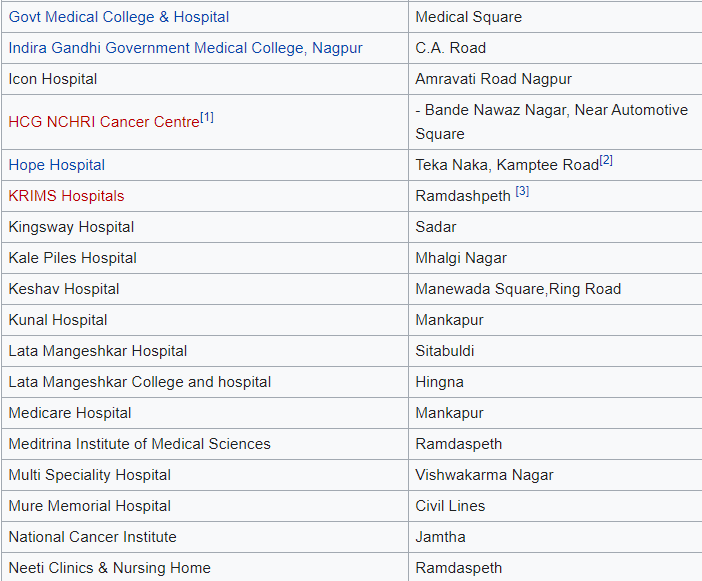 Govt Medical College & Hospital Medical Square
Indira Gandhi Government Medical College, Nagpur C.A. Road
Icon Hospital Amravati Road Nagpur
HCG NCHRI Cancer Centre[1] - Bande Nawaz Nagar, Near Automotive
Square
Hope Hospital Teka Naka, Kamptee Road[2]
KRIMS Hospitals Ramdashpeth [3]
Kingsway Hospital Sadar
Kale Piles Hospital Mhalgi Nagar
Keshav Hospital Manewada Square,Ring Road
Kunal Hospital Mankapur
Lata Mangeshkar Hospital Sitabuldi
Lata Mangeshkar College and hospital Hingna
Medicare Hospital Mankapur
Meditrina Institute of Medical Sciences Ramdaspeth
Multi Speciality Hospital Vishwakarma Nagar
Mure Memorial Hospital Civil Lines
National Cancer Institute Jamtha
Neeti Clinics & Nursing Home Ramdaspeth